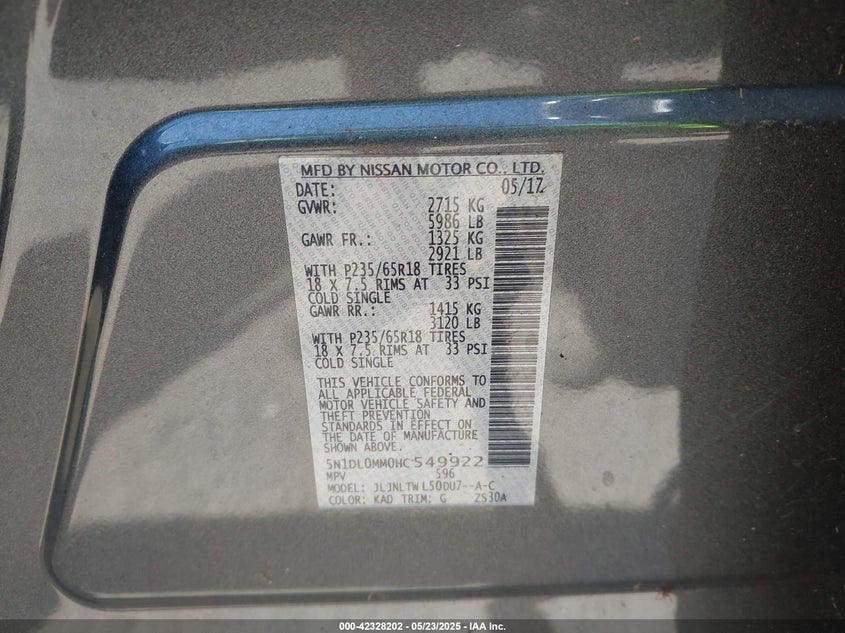 MFD BY NISSAN MOTOR CO., LTD.
DATE: 05/17
GVWR: 2715 KG
5986 LB
GAWR FR.: 1325 KG
2921 LB
WITH P235/65R18 TIRES
18 X 7.5 RIMS AT 33 PSI
COLD SINGLE
GAWR RR.: 1415 KG
3120 LB
WITH P235/65R18 TIRES
18 X 7.5 RIMS AT 33 PSI
COLD SINGLE
THIS VEHICLE CONFORMS TO
ALL APPLICABLE FEDERAL
MOTOR VEHICLE SAFETY AND
THEFT PREVENTION
STANDARDS IN EFFECT ON
THE DATE OF MANUFACTURE
SHOWN ABOVE.
5N1DL0MM0HC549922
MPV 596
MODEL: JLJNLTW L50DU7--A-C
COLOR: KAD TRIM: G ZS30A
000-42328202 - 05/23/2025 - IAA Inc.